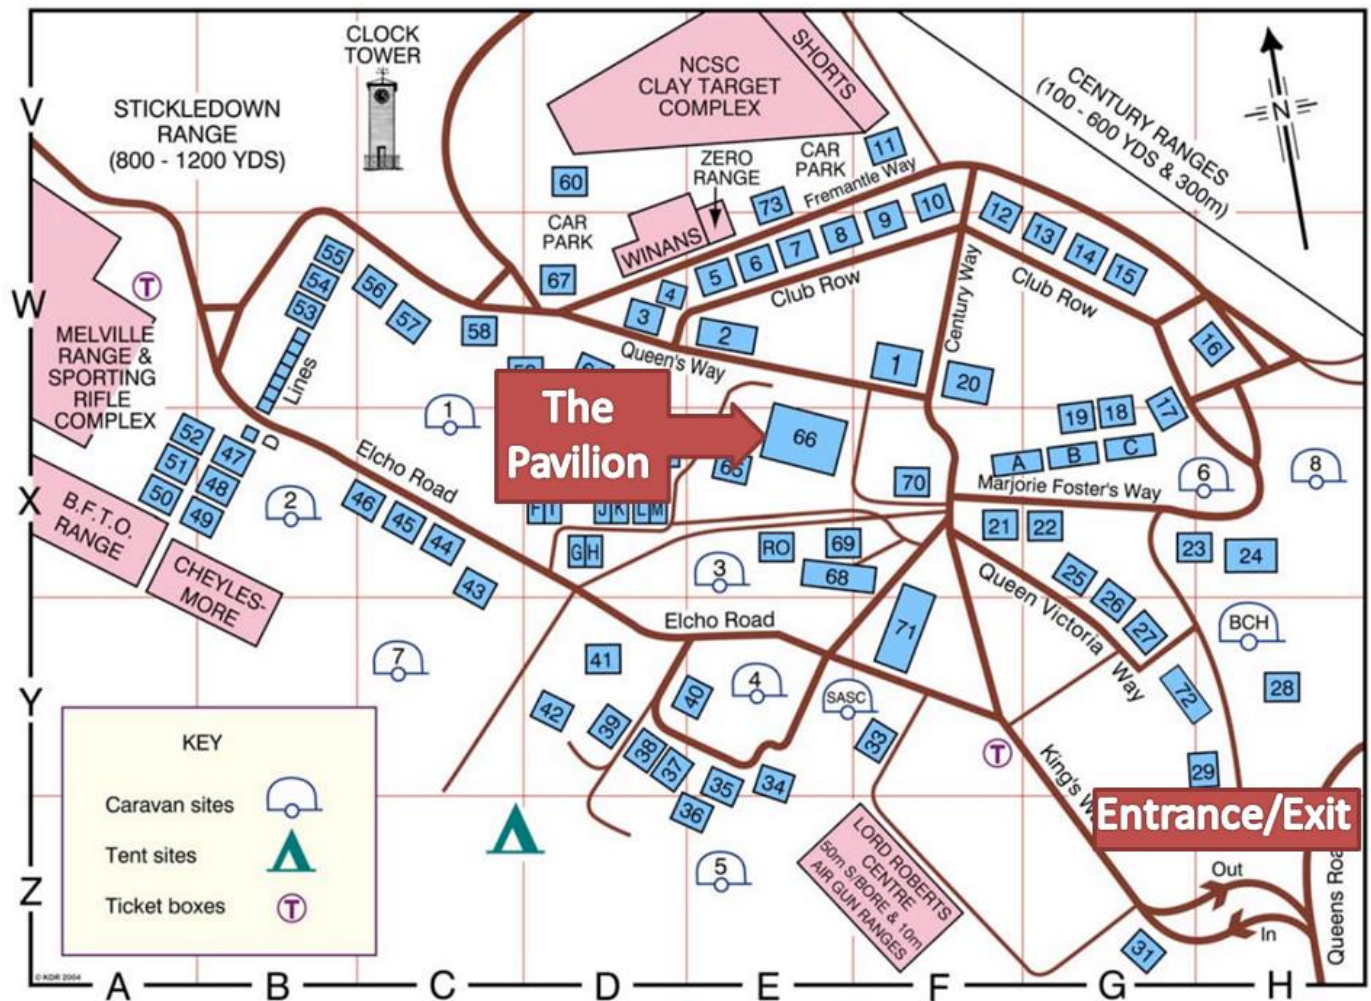 CLOCK
TOWER
STICKLEDOWN
RANGE
(800 - 1200 YDS)
NCSC
CLAY TARGET
COMPLEX
SHORTS
CENTURY RANGES
(100 - 600 YDS & 300m)
N
V
W
X
Y
Z
60
ZERO
RANGE
CAR
PARK
11
Fremantle Way
73
CAR
PARK
WINANS
67
5
6
7
8
9
10
12
13
14
15
Club Row
Club Row
Century Way
4
3
2
1
20
16
Queen's Way
55
54
53
56
57
58
Lines
D
T
MELVILLE
RANGE &
SPORTING
RIFLE
COMPLEX
1
The
Pavilion
66
65
19
18
17
A
B
C
Marjorie Foster's Way
6
8
70
52
51
50
47
48
49
2
Elcho Road
46
45
44
43
B.F.T.O.
RANGE
CHEYLES-
MORE
F
I
J
K
L
M
G
H
3
RO
69
68
21
22
23
24
25
26
27
Queen Victoria
Way
BCH
28
72
29
71
Elcho Road
41
42
40
39
38
37
36
35
34
4
SASC
33
7
5
T
King's W
Entrance/Exit
Out
In
Queens Roa
31
LORD ROBERTS
CENTRE
50m S/BORE & 10m
AIR GUN RANGES
KEY
Caravan sites
Tent sites
Ticket boxes
T
© KDR 2004
A
B
C
D
E
F
G
H